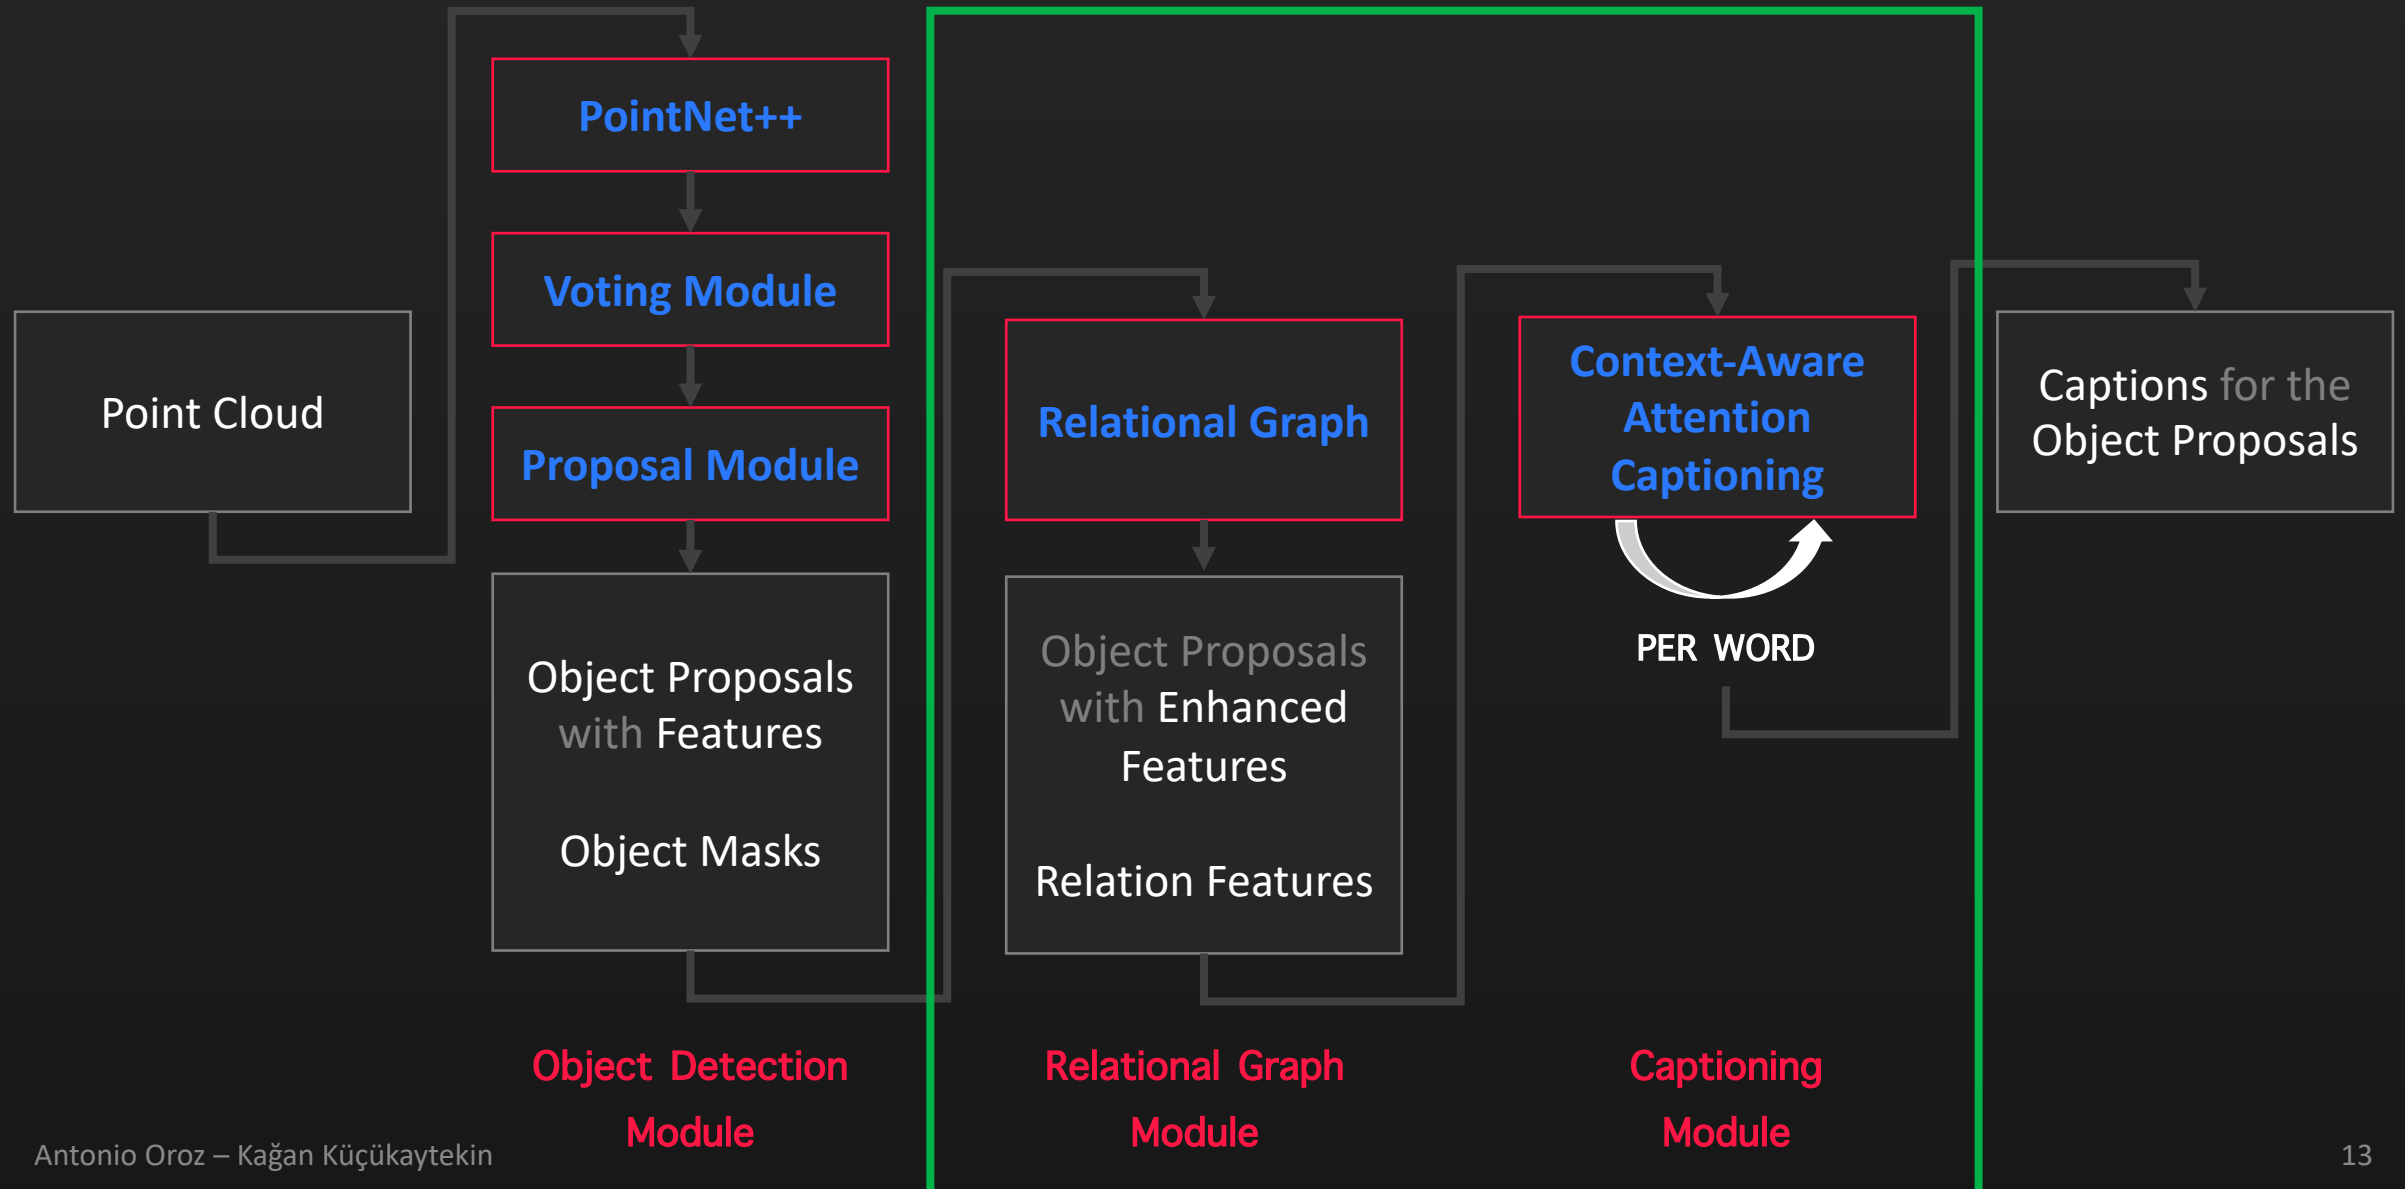 Point Cloud
PointNet++
Voting Module
Proposal Module
Object Proposals
with Features
Object Masks
Object Detection
Module
Relational Graph
Object Proposals
with Enhanced
Features
Relation Features
Relational Graph
Module
Context-Aware
Attention
Captioning
PER WORD
Captioning
Module
Captions for the
Object Proposals
Antonio Oroz – Kağan Küçükaytekin
13